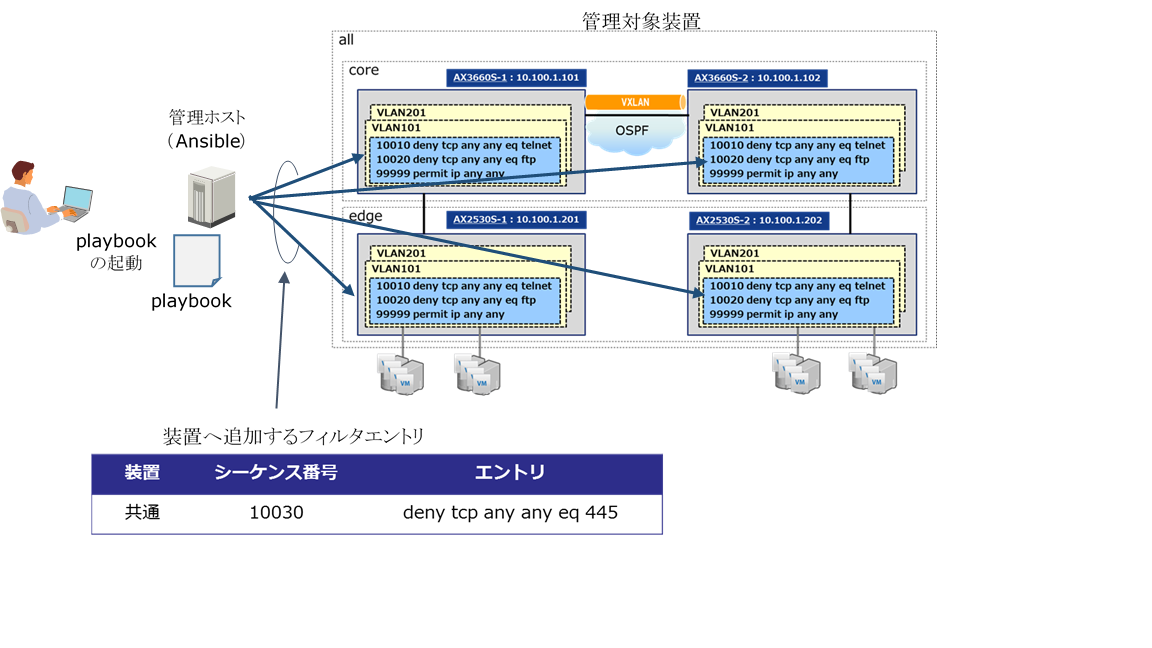 管理対象装置
all
core
AX3660S-1 : 10.100.1.101
AX3660S-2 : 10.100.1.102
管理ホスト
（Ansible）
VLAN201
VLAN101
10010 deny tcp any any eq telnet
10020 deny tcp any any eq ftp
99999 permit ip any any
VXLAN
OSPF
VLAN201
VLAN101
10010 deny tcp any any eq telnet
10020 deny tcp any any eq ftp
99999 permit ip any any
edge
AX2530S-1 : 10.100.1.201
AX2530S-2 : 10.100.1.202
playbook
の起動
playbook
VLAN201
VLAN101
10010 deny tcp any any eq telnet
10020 deny tcp any any eq ftp
99999 permit ip any any
VLAN201
VLAN101
10010 deny tcp any any eq telnet
10020 deny tcp any any eq ftp
99999 permit ip any any
VM
VM
VM
VM
装置へ追加するフィルタエントリ
装置 シーケンス番号 エントリ
共通 10030 deny tcp any any eq 445